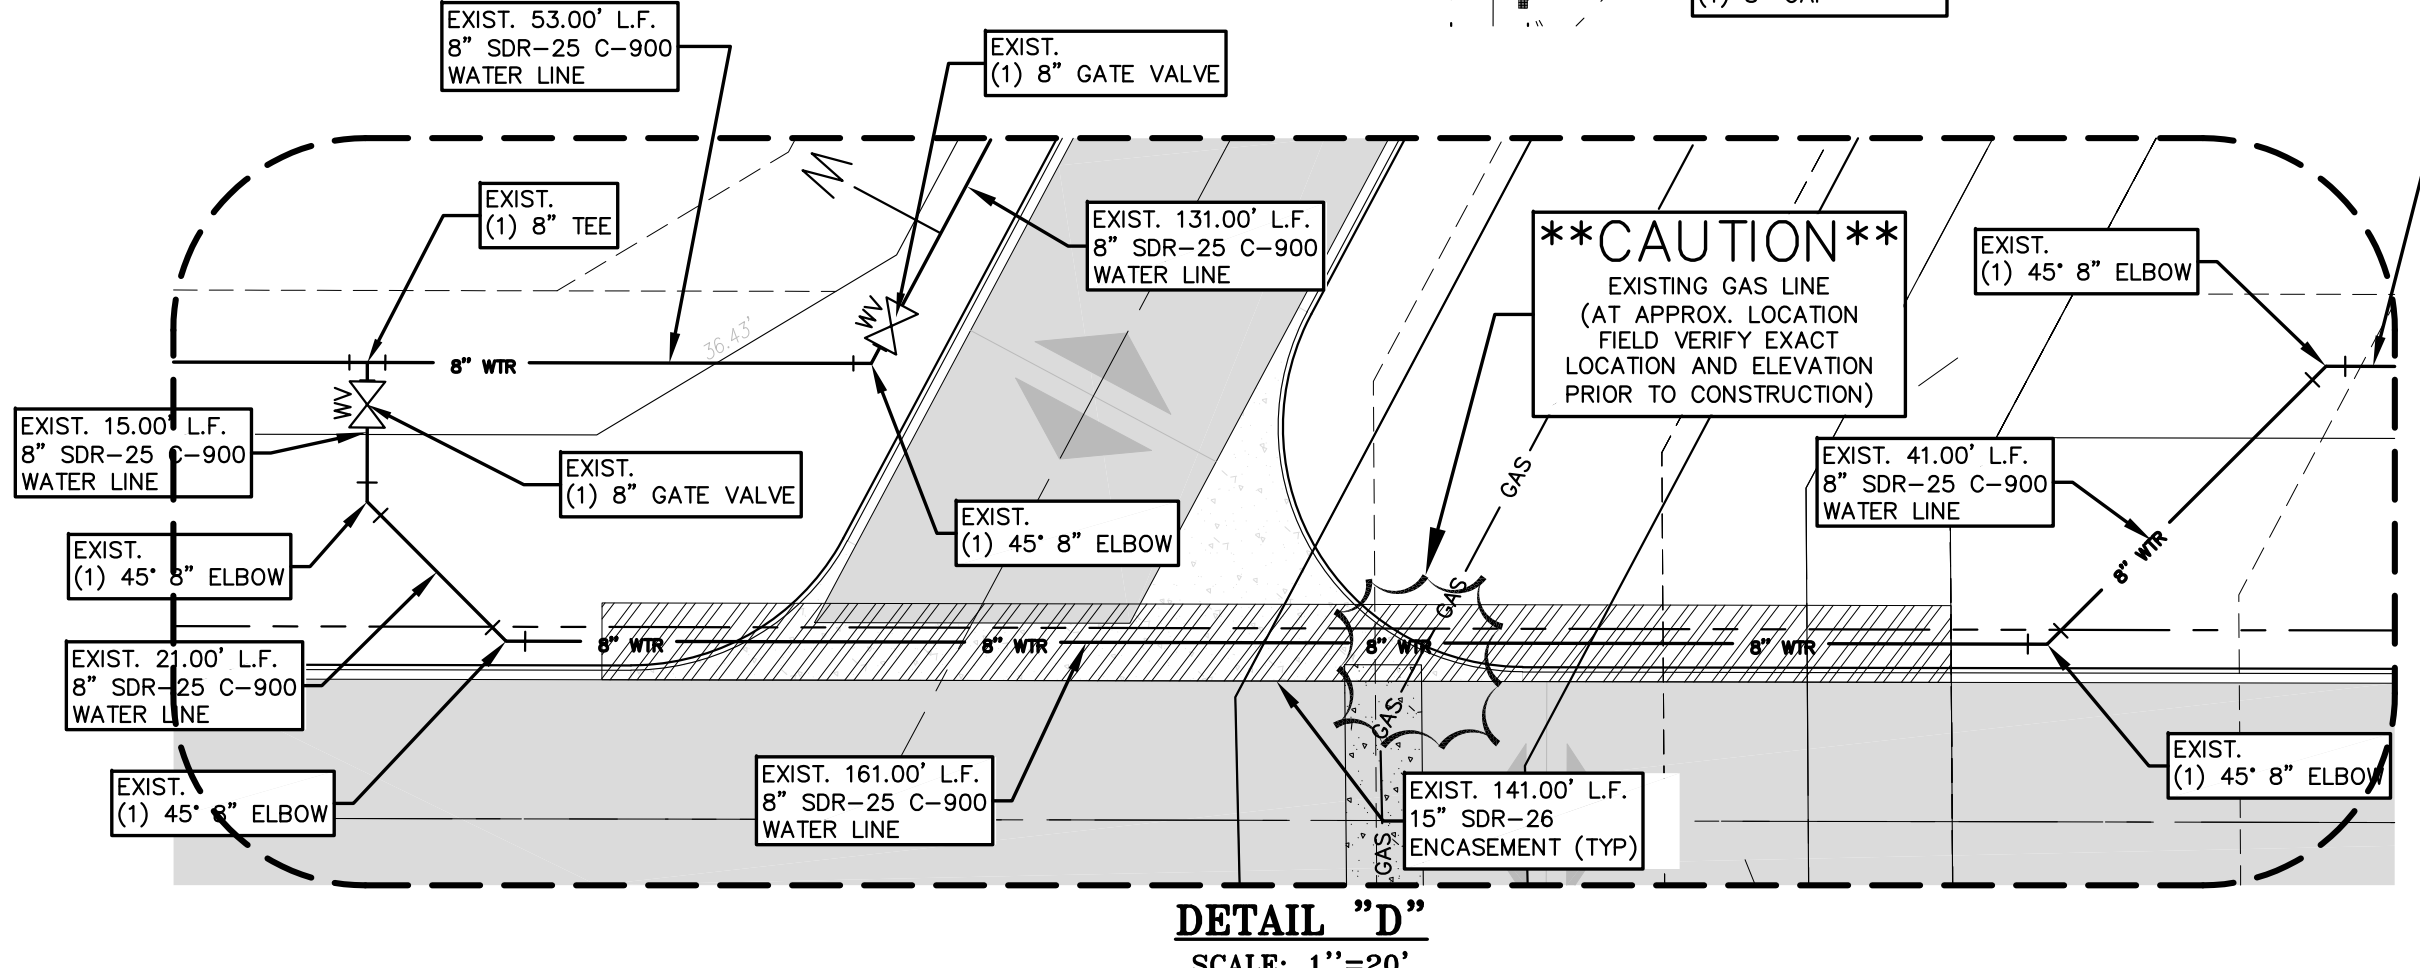 EXIST. 53.00' L.F.
8" SDR-25 C-900
WATER LINE
EXIST.
(1) 8" GATE VALVE
EXIST.
(1) 8" TEE
N
EXIST. 131.00' L.F.
8" SDR-25 C-900
WATER LINE
**CAUTION**
EXISTING GAS LINE
(AT APPROX. LOCATION
FIELD VERIFY EXACT
LOCATION AND ELEVATION
PRIOR TO CONSTRUCTION)
EXIST.
(1) 45° 8" ELBOW
WV
36.43'
8" WTR
WV
EXIST. 15.00' L.F.
8" SDR-25 C-900
WATER LINE
EXIST.
(1) 8" GATE VALVE
GAS
EXIST. 41.00' L.F.
8" SDR-25 C-900
WATER LINE
EXIST.
(1) 45° 8" ELBOW
EXIST.
(1) 45° 8" ELBOW
8" WTR
GAS
8" WTR
8" WTR
8" WTR
8" WTR
EXIST. 21.00' L.F.
8" SDR-25 C-900
WATER LINE
GAS
EXIST. 161.00' L.F.
8" SDR-25 C-900
WATER LINE
EXIST.
(1) 45° 8" ELBOW
EXIST.
(1) 45° 8" ELBOW
EXIST. 141.00' L.F.
15" SDR-26
ENCASEMENT (TYP)
GAS
DETAIL "D"
SCALE: 1"=20'